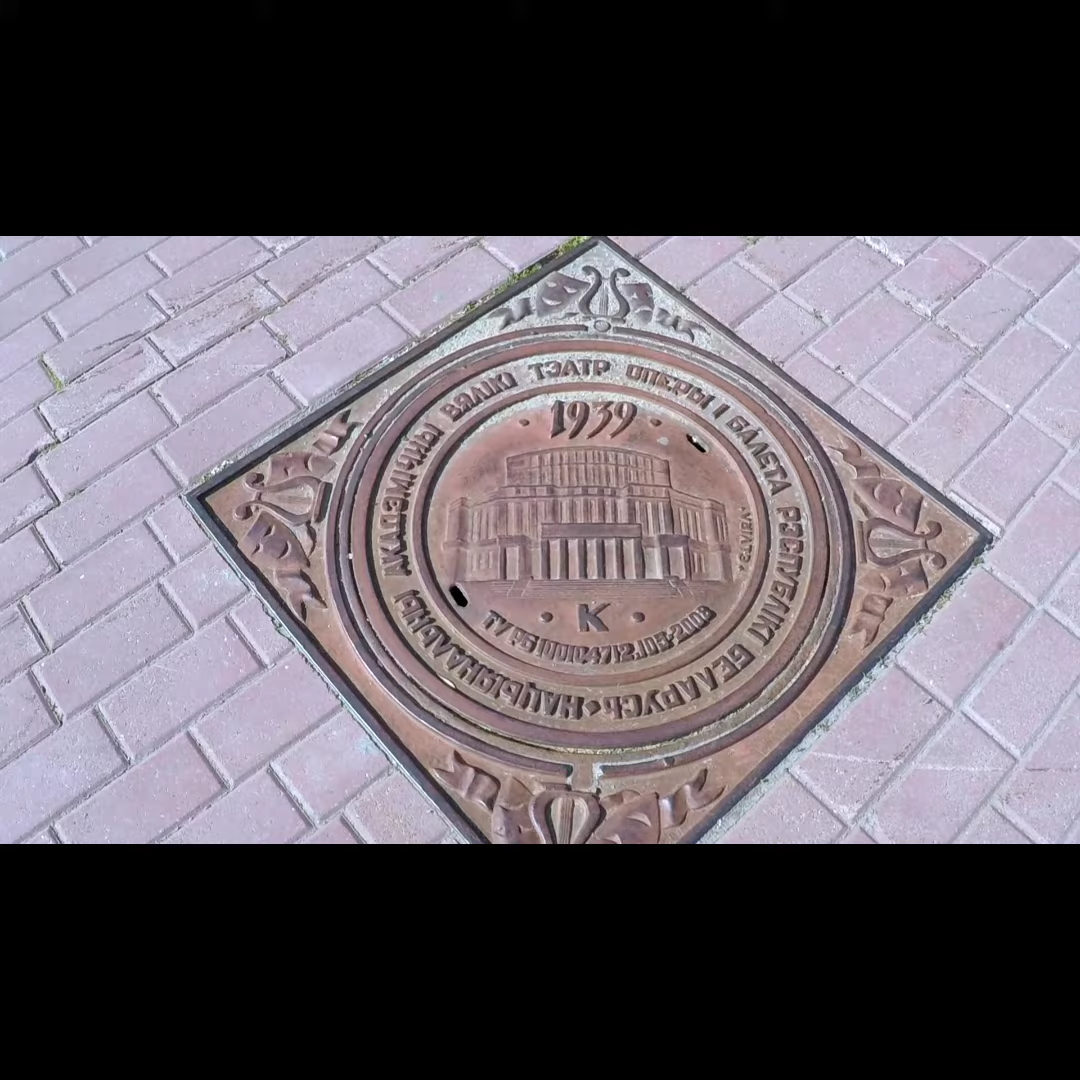 НАЦЫЯНАЛЬНЫ АКАДЭМІЧНЫ ВЯЛІКІ ТЭАТР ОПЕРЫ І БАЛЕТА РЭСПУБЛІКІ БЕЛАРУСЬ
1939
К